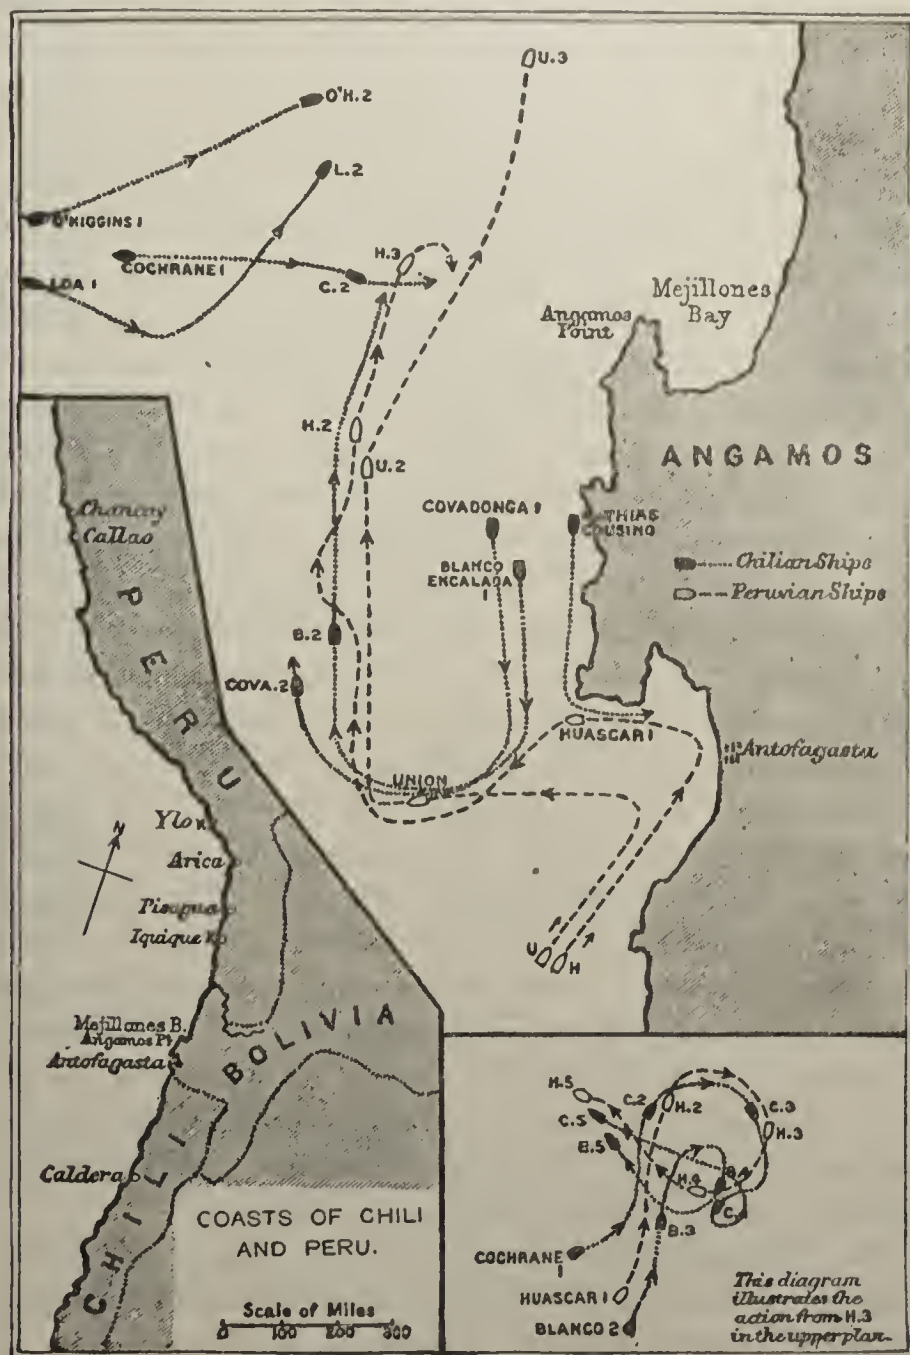 U.3
O'H.2
L.2
O'HIGGINS 1
COCHRANE 1
H.3
C.2
LOA 1
Mejillones
Bay
Angamos
Point
H.2
U.2
ANGAMOS
COVADONGA 1
THIAS
COUSINO
BLANCO
ENCALADA
1
Chilian Ships
Peruvian Ships
B.2
COVA.2
HUASCAR 1
UNION
Antofagasta
U
H
Chancay
Callao
PERU
N
Ylo
Arica
Pisagua
Iquique
Mejillones B.
Angamos Pt
Antofagasta
BOLIVIA
Caldera
CHILI
COASTS OF CHILI
AND PERU.
Scale of Miles
0 100 200 300
H.5
C.2
H.2
C.3
C.5
H.3
B.5
H.4
B.4
C.4
B.3
COCHRANE
1
HUASCAR 1
BLANCO 2
This diagram
illustrates the
action from H.3
in the upper plan.